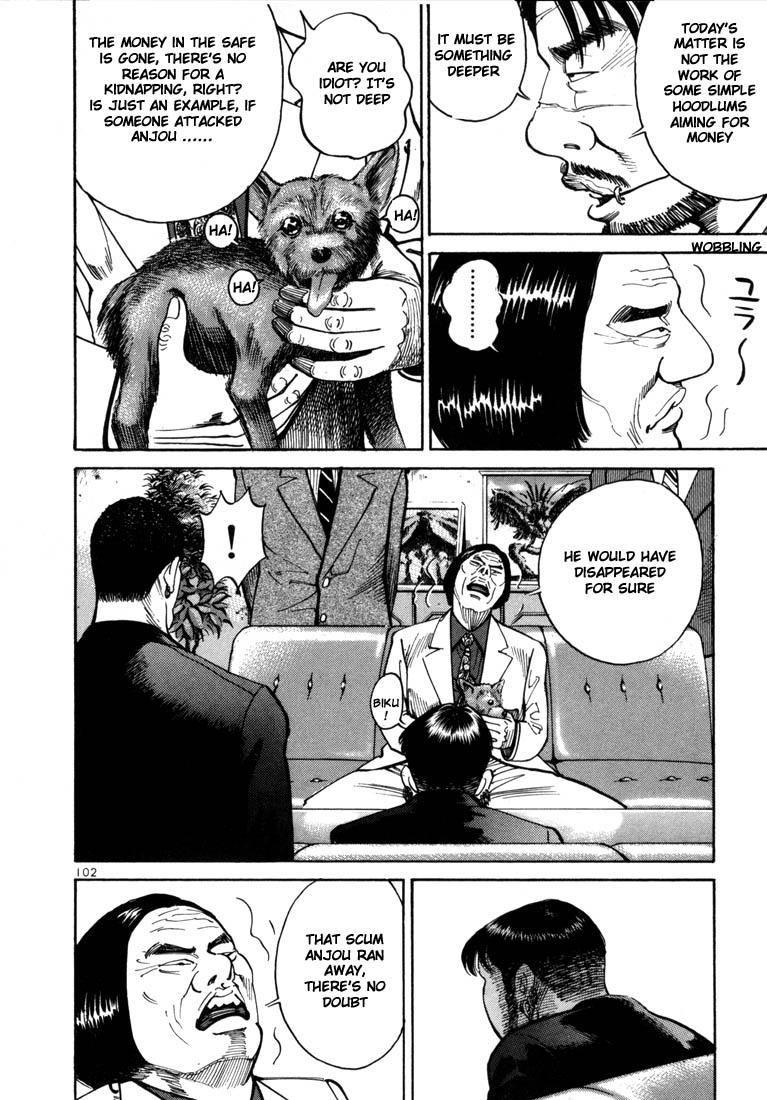 TODAY'S
MATTER IS
NOT THE
WORK OF
SOME SIMPLE
HOODLUMS
AIMING FOR
MONEY
IT MUST BE
SOMETHING
DEEPER
ARE YOU
IDIOT? IT'S
NOT DEEP
THE MONEY IN THE SAFE
IS GONE, THERE'S NO
REASON FOR A
KIDNAPPING, RIGHT?
IS JUST AN EXAMPLE, IF
SOMEONE ATTACKED
ANJOU ......
HA!
HA!
HA!
WOBBLING
ユラ〜
.........
HE WOULD HAVE
DISAPPEARED
FOR SURE
!
BIKU
!
102
THAT SCUM
ANJOU RAN
AWAY,
THERE'S NO
DOUBT